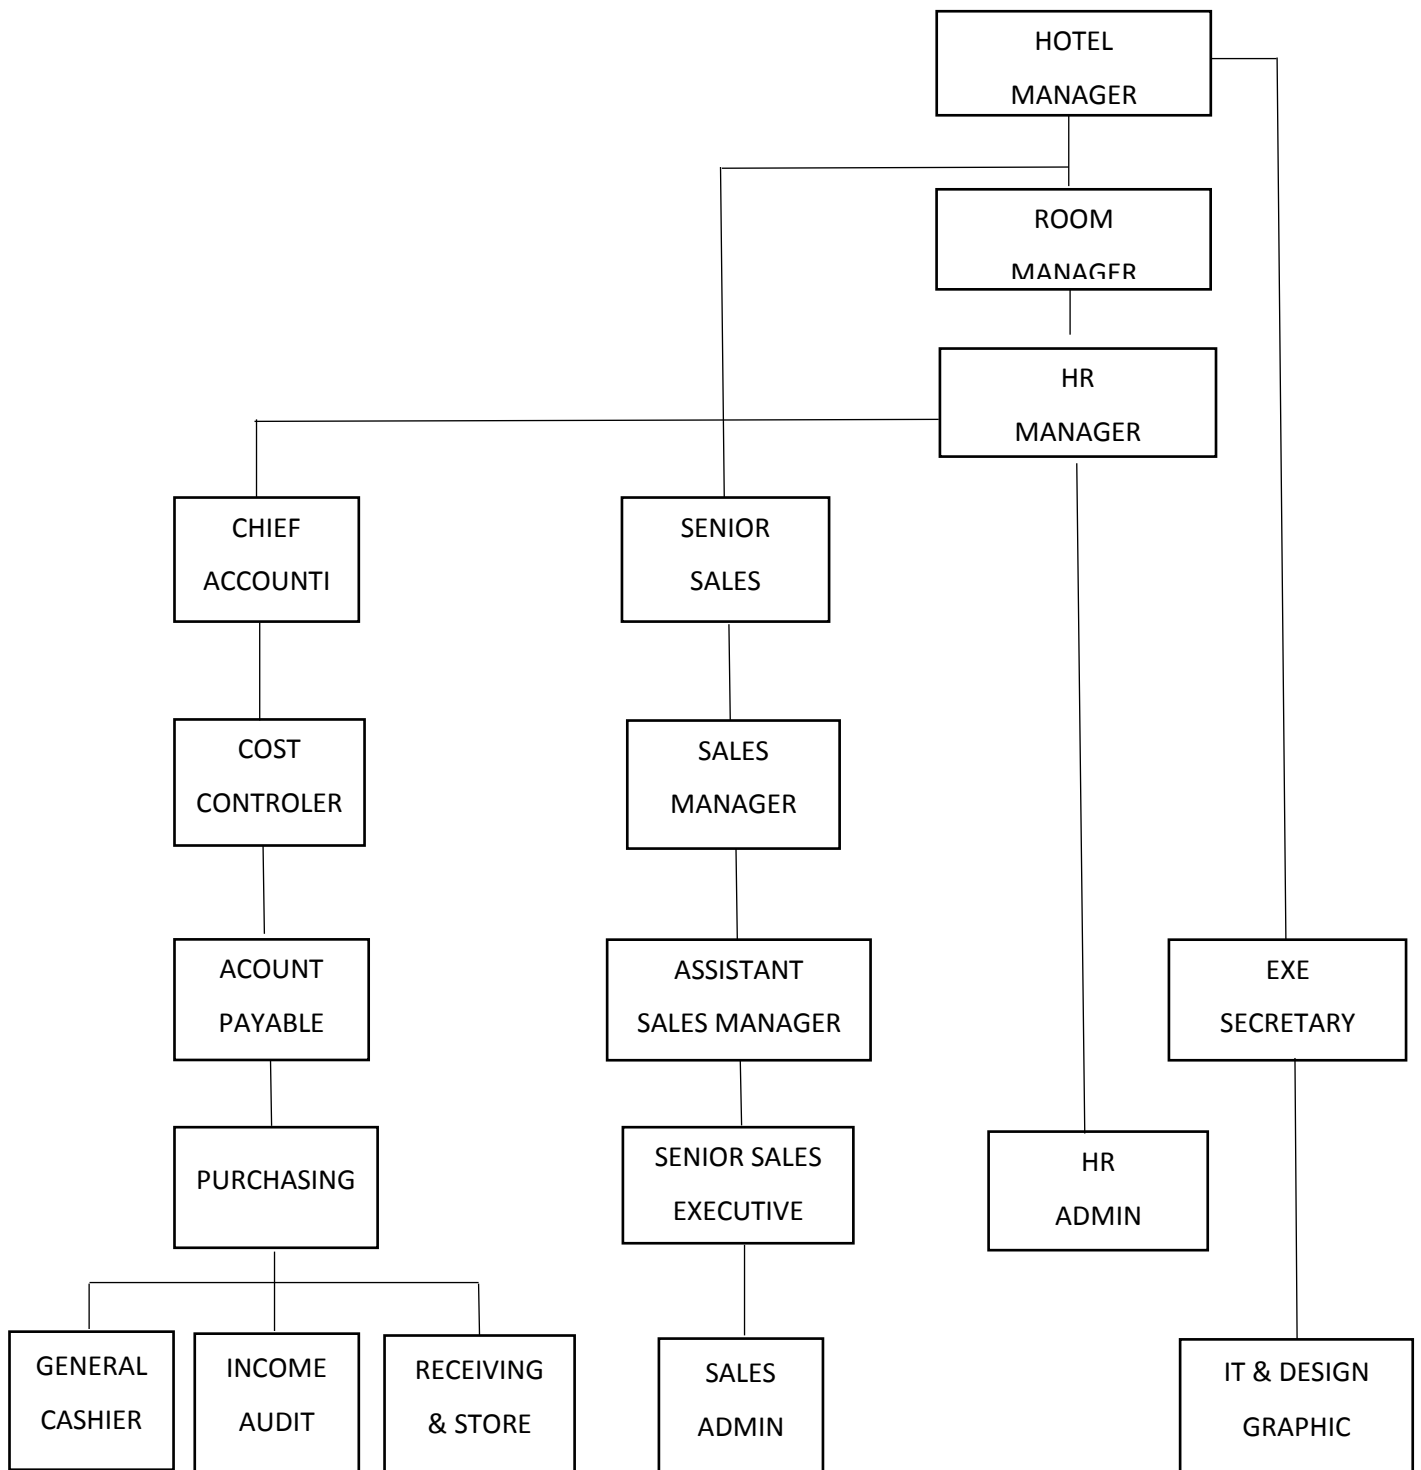 HOTEL
MANAGER
ROOM
MANAGER
HR
MANAGER
CHIEF
ACCOUNTI
SENIOR
SALES
COST
CONTROLER
SALES
MANAGER
ACOUNT
PAYABLE
ASSISTANT
SALES MANAGER
EXE
SECRETARY
PURCHASING
SENIOR SALES
EXECUTIVE
HR
ADMIN
GENERAL
CASHIER
INCOME
AUDIT
RECEIVING
& STORE
SALES
ADMIN
IT & DESIGN
GRAPHIC